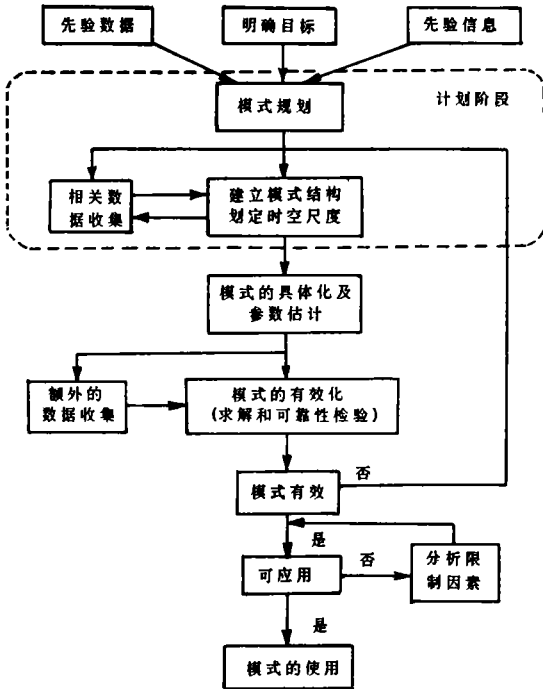 先验数据
明确目标
先验信息
模式规划
计划阶段
相关数
据收集
建立模式结构
划定时空尺度
模式的具体化及
参数估计
额外的
数据收集
模式的有效化
(求解和可靠性检验)
模式有效
否
是
可应用
否
分析限
制因素
是
模式的使用